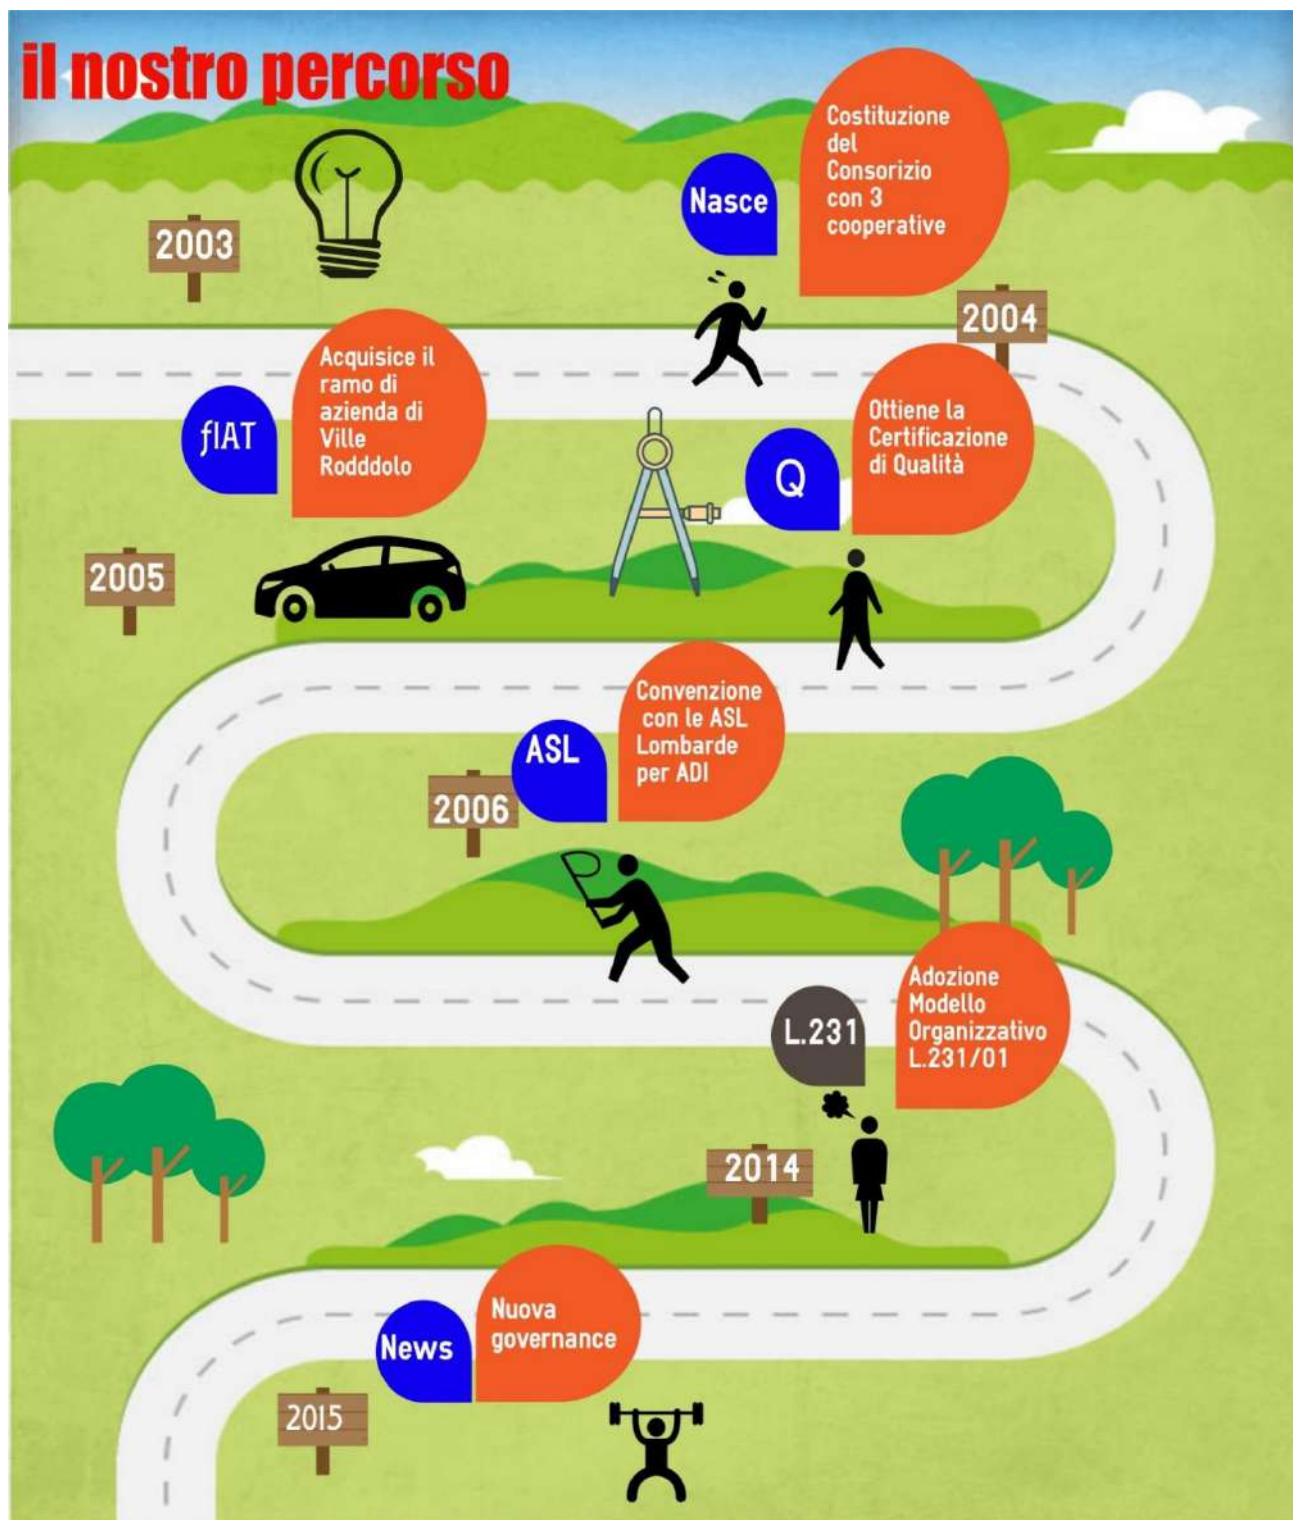 il nostro percorso
Costituzione
del
Consorizio
con 3
cooperative
Nasce
2003
2004
Acquisice il
ramo di
azienda di
Ville
Rodddolo
fIAT
Ottiene la
Certificazione
di Qualità
Q
2005
Convenzione
con le ASL
Lombarde
per ADI
ASL
2006
Adozione
Modello
Organizzativo
L.231/01
L.231
2014
Nuova
governance
News
2015